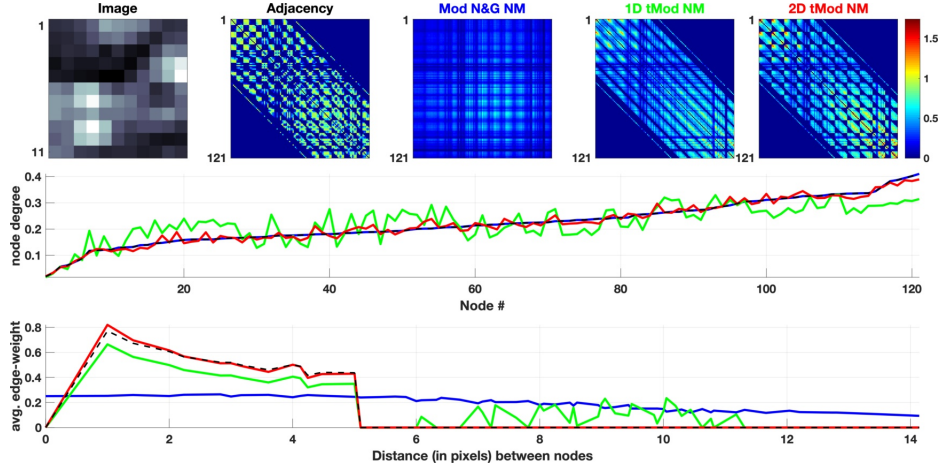 Image Adjacency Mod N&G NM 1D tMod NM 2D tMod NM
1 1 1 1
1.5
1
0.5
11 121 121 121 0
0.4
0.3
0.2
0.1
node degree
20 40 60 80 100 120
Node #
0.8
0.6
0.4
0.2
0
avg. edge-weight
0 2 4 6 8 10 12 14
Distance (in pixels) between nodes